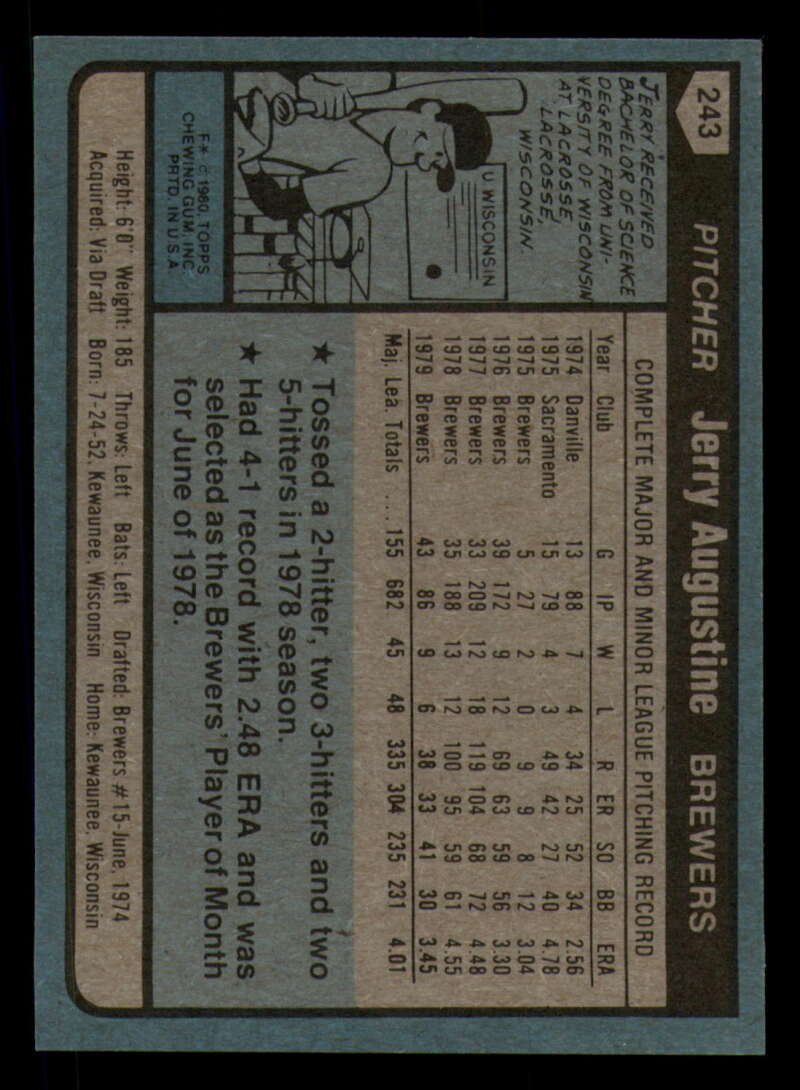 243 PITCHER Jerry Augustine BREWERS
JERRY RECEIVED
BACHELOR OF SCIENCE
DEGREE FROM UNI-
VERSITY OF WISCONSIN
AT LACROSSE,
LACROSSE,
WISCONSIN.
U WISCONSIN
F* © 1980, TOPPS
CHEWING GUM, INC.
PRTD. IN U.S.A.
COMPLETE MAJOR AND MINOR LEAGUE PITCHING RECORD
Year Club G IP W L R ER SO BB ERA
1974 Danville 13 88 7 4 34 25 52 34 2.56
1975 Sacramento 15 79 4 3 49 42 27 40 4.78
1975 Brewers 5 27 2 0 9 9 8 12 3.04
1976 Brewers 39 172 9 12 69 63 59 56 3.30
1977 Brewers 33 209 12 18 119 104 68 72 4.48
1978 Brewers 35 188 13 12 100 95 59 61 4.55
1979 Brewers 43 86 9 6 38 33 41 30 3.45
Maj. Lea. Totals .... 155 682 45 48 335 304 235 231 4.01
★ Tossed a 2-hitter, two 3-hitters and two
5-hitters in 1978 season.
★ Had 4-1 record with 2.48 ERA and was
selected as the Brewers' Player of Month
for June of 1978.
Height: 6'0" Weight: 185 Throws: Left Bats: Left Drafted: Brewers #15-June, 1974
Acquired: Via Draft Born: 7-24-52, Kewaunee, Wisconsin Home: Kewaunee, Wisconsin